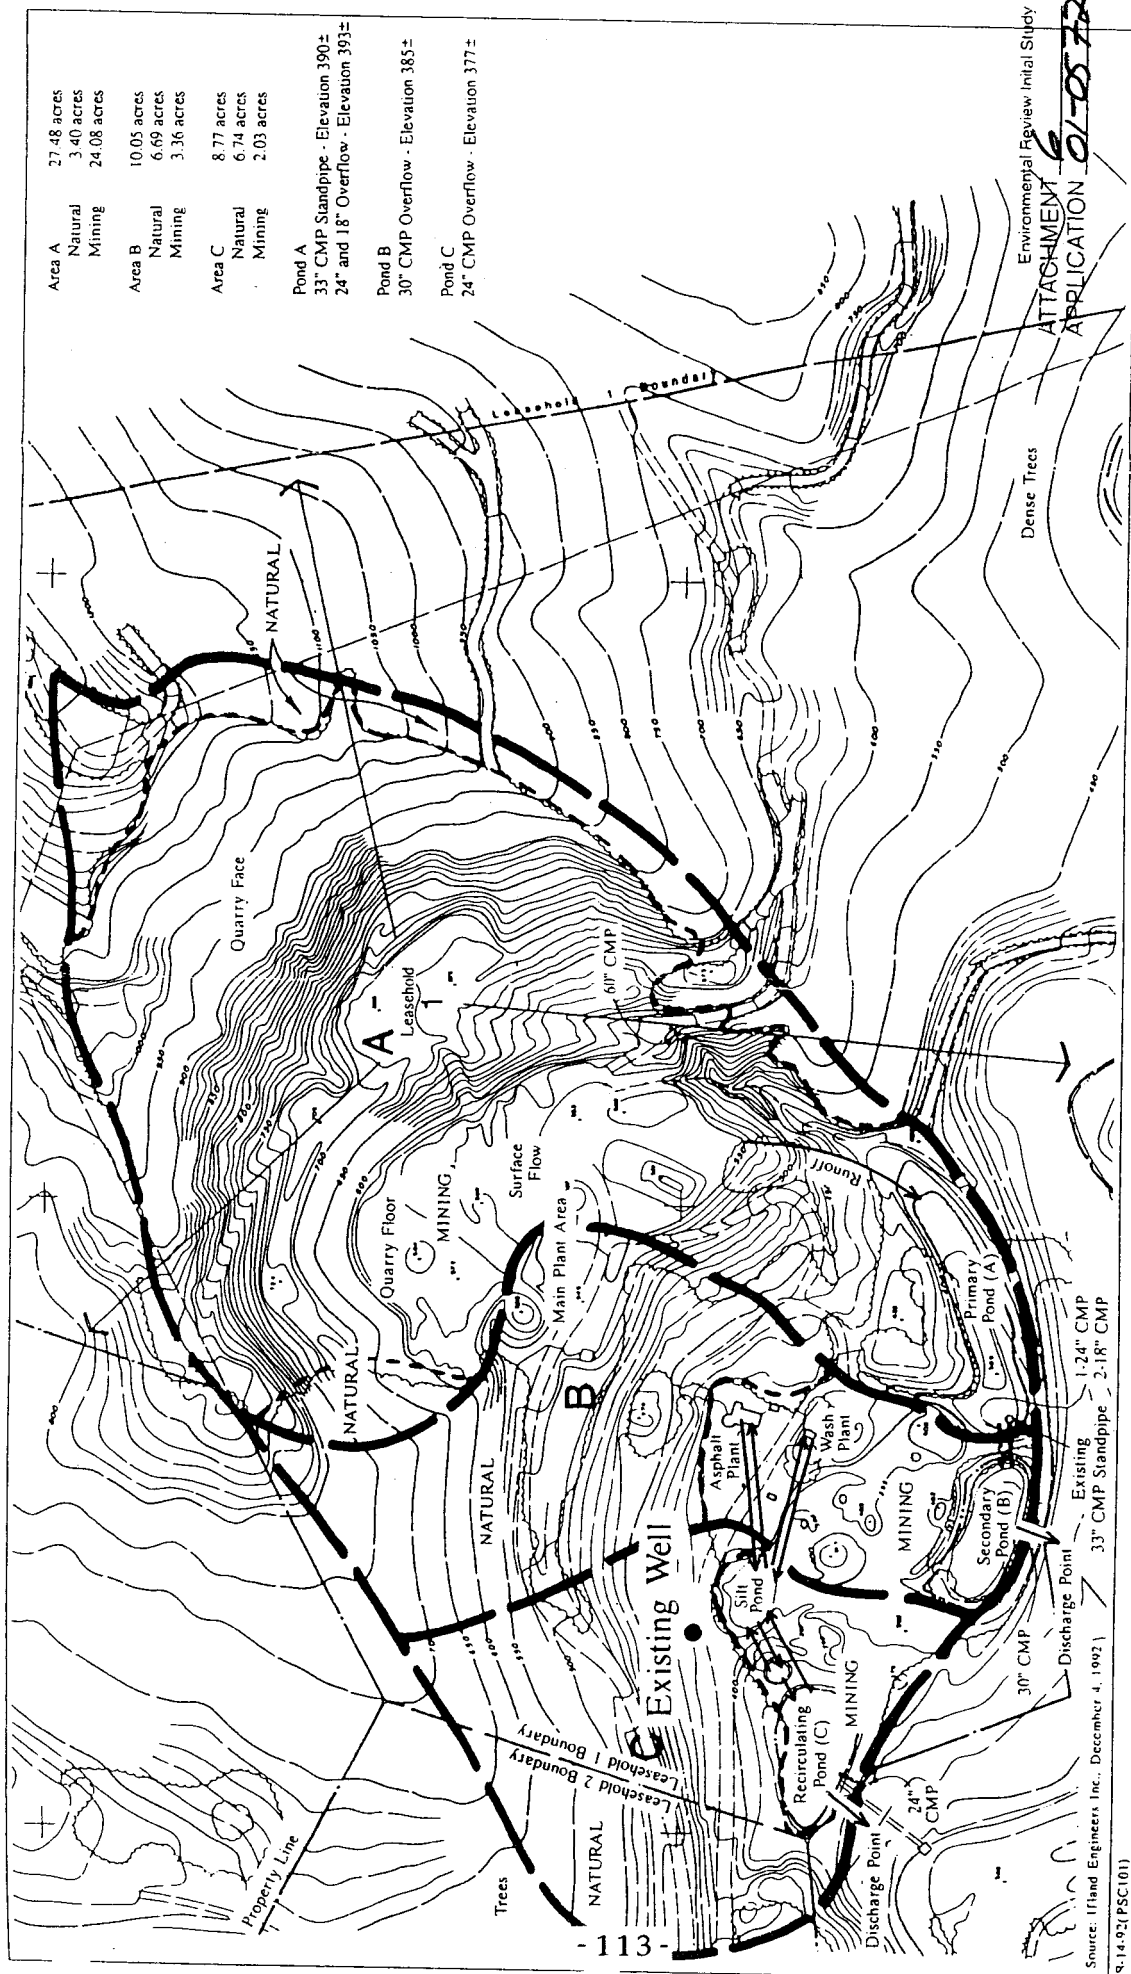 Area A 27.48 acres
Natural 3.40 acres
Mining 24.08 acres
Area B 10.05 acres
Natural 6.69 acres
Mining 3.36 acres
Area C 8.77 acres
Natural 6.74 acres
Mining 2.03 acres
Pond A
33" CMP Standpipe - Elevation 390±
24" and 18" Overflow - Elevation 393±
Pond B
30" CMP Overflow - Elevation 385±
Pond C
24" CMP Overflow - Elevation 377±
Environmental Review Inital Study
ATTACHMENT 6
APPLICATION 01-0572
Leasehold 1 Boundary
Dense Trees
NATURAL
Quarry Face
A
Leasehold
1
60" CMP
Quarry Floor
MINING
Surface
Flow
Main Plant Area
Runoff
Primary
Pond (A)
NATURAL
NATURAL
B
Asphalt
Plant
Wash
Plant
MINING
Secondary
Pond (B)
Existing
33" CMP Standpipe
1-24" CMP
2-18" CMP
C
Existing Well
Silt
Pond
Recirculating
Pond (C)
MINING
30" CMP
Discharge Point
24"
CMP
Discharge Point
Leasehold 1 Boundary
Leasehold 2 Boundary
Property Line
Trees
NATURAL
- 113 -
Source: Ifland Engineers Inc., December 4, 1992
9-14-92(PSC101)